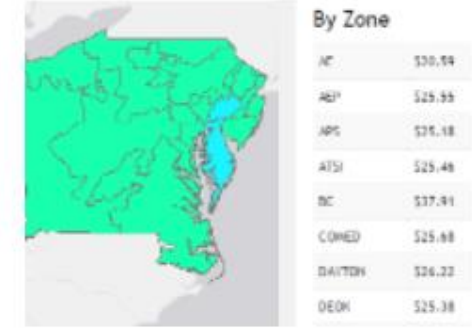 By Zone
AE $30.59
AEP $25.55
APS $25.18
ATSI $25.46
BC $37.91
COMED $25.68
DAYTON $26.22
DEOK $25.38